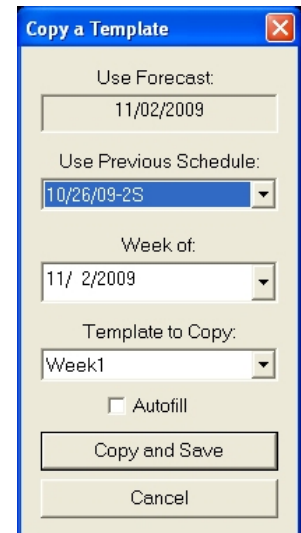 Copy a Template
Use Forecast:
11/02/2009
Use Previous Schedule:
10/26/09-2S
Week of:
11/ 2/2009
Template to Copy:
Week1
Autofill
Copy and Save
Cancel